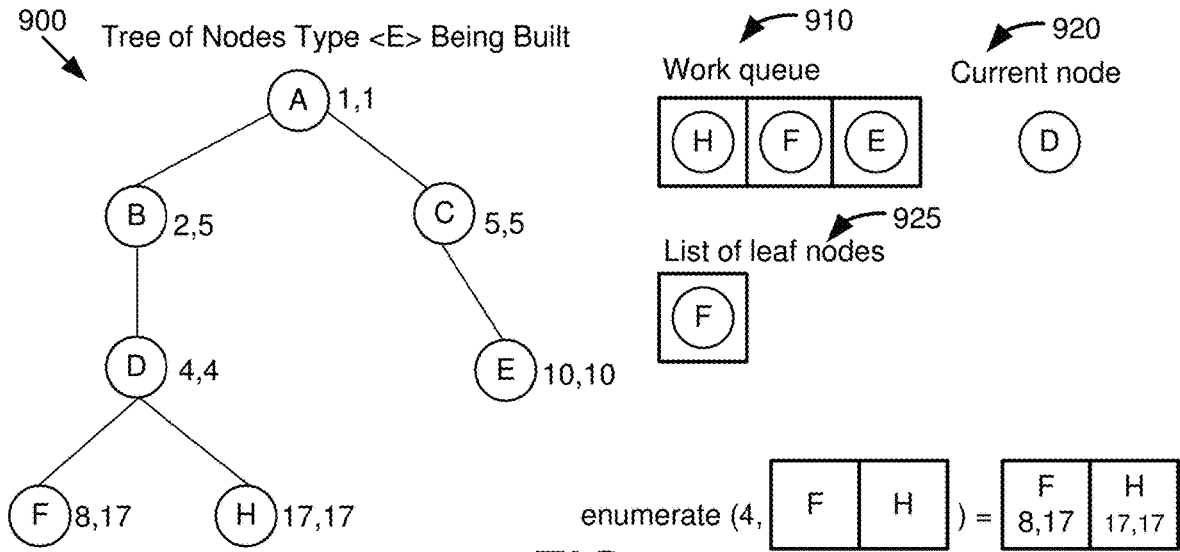 900
Tree of Nodes Type <E> Being Built
A 1,1
B 2,5
C 5,5
D 4,4
E 10,10
F 8,17
H 17,17
910
Work queue
H F E
920
Current node
D
925
List of leaf nodes
F
enumerate (4, F H ) = F 8,17 H 17,17